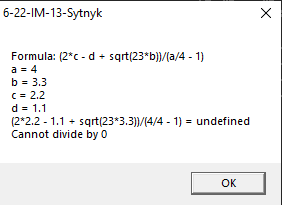 6-22-IM-13-Sytnyk
Formula: (2*c - d + sqrt(23*b))/(a/4 - 1)
a = 4
b = 3.3
c = 2.2
d = 1.1
(2*2.2 - 1.1 + sqrt(23*3.3))/(4/4 - 1) = undefined
Cannot divide by 0
OK